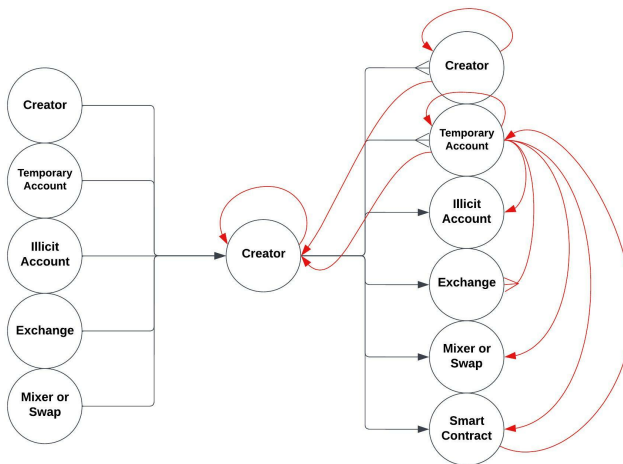 Creator
Temporary
Account
Illicit
Account
Exchange
Mixer or
Swap
Creator
Creator
Temporary
Account
Illicit
Account
Exchange
Mixer or
Swap
Smart
Contract